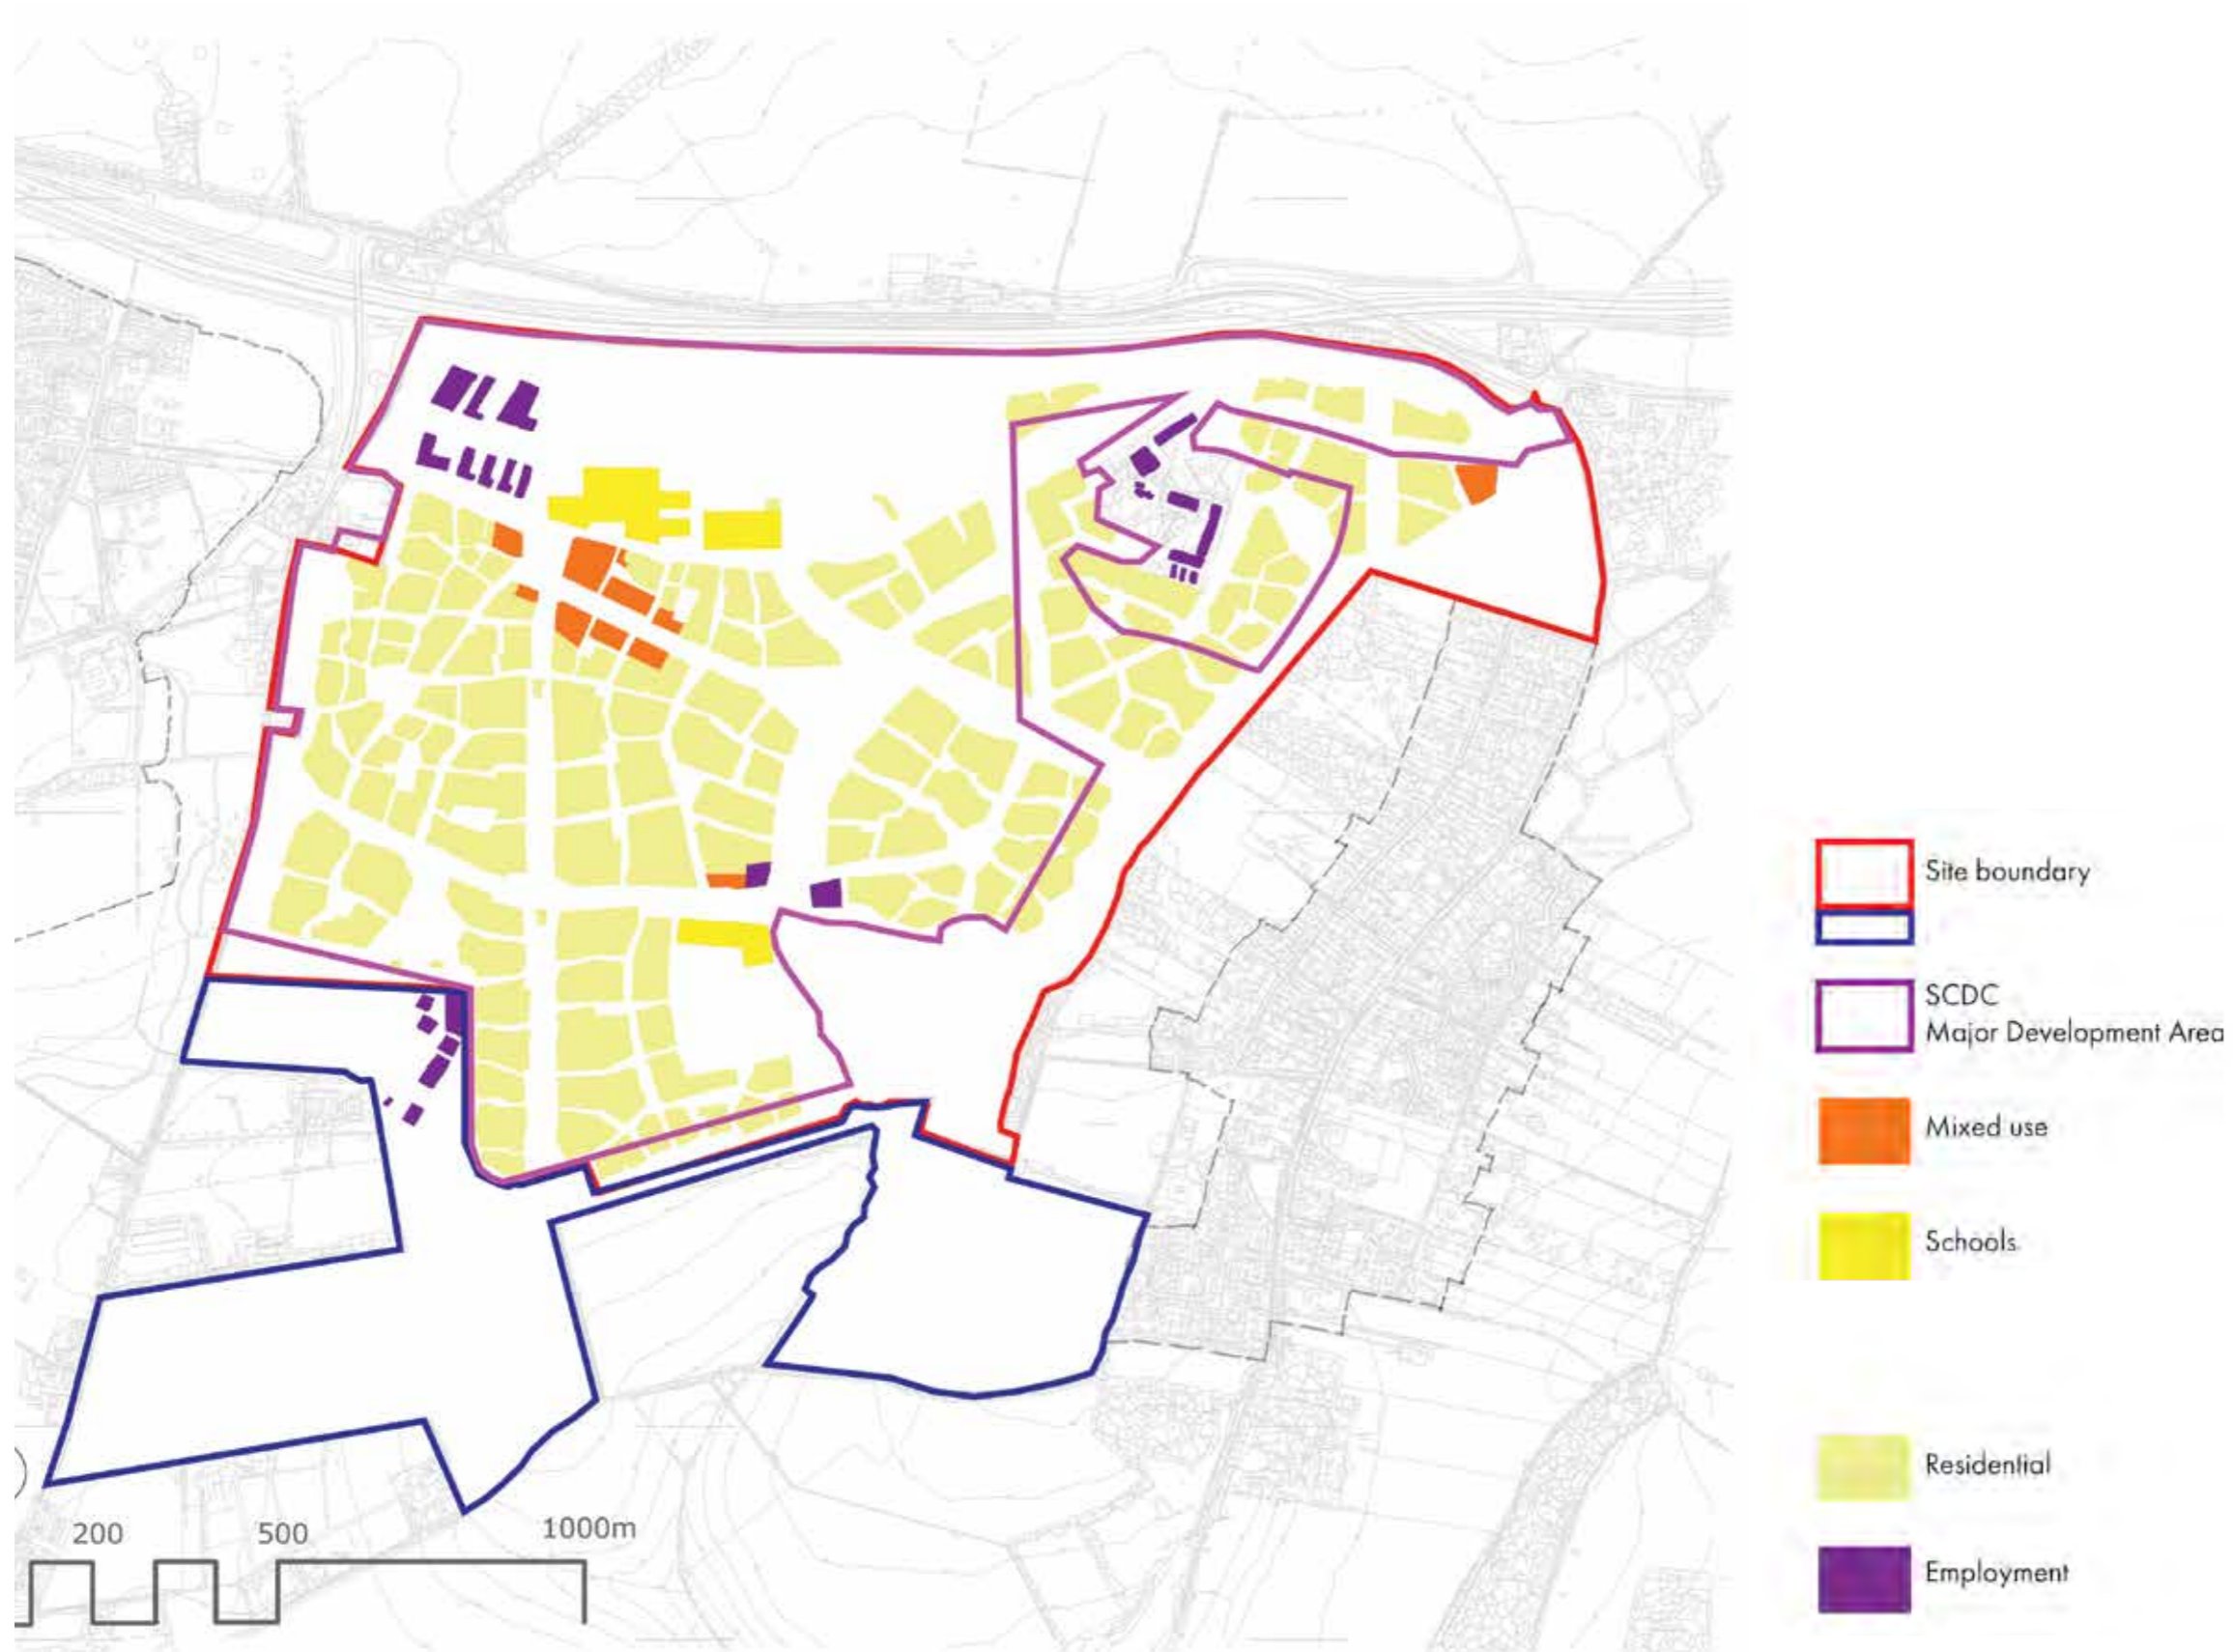 Site boundary
SCDC
Major Development Area
Mixed use
Schools
Residential
Employment
200 500 1000m